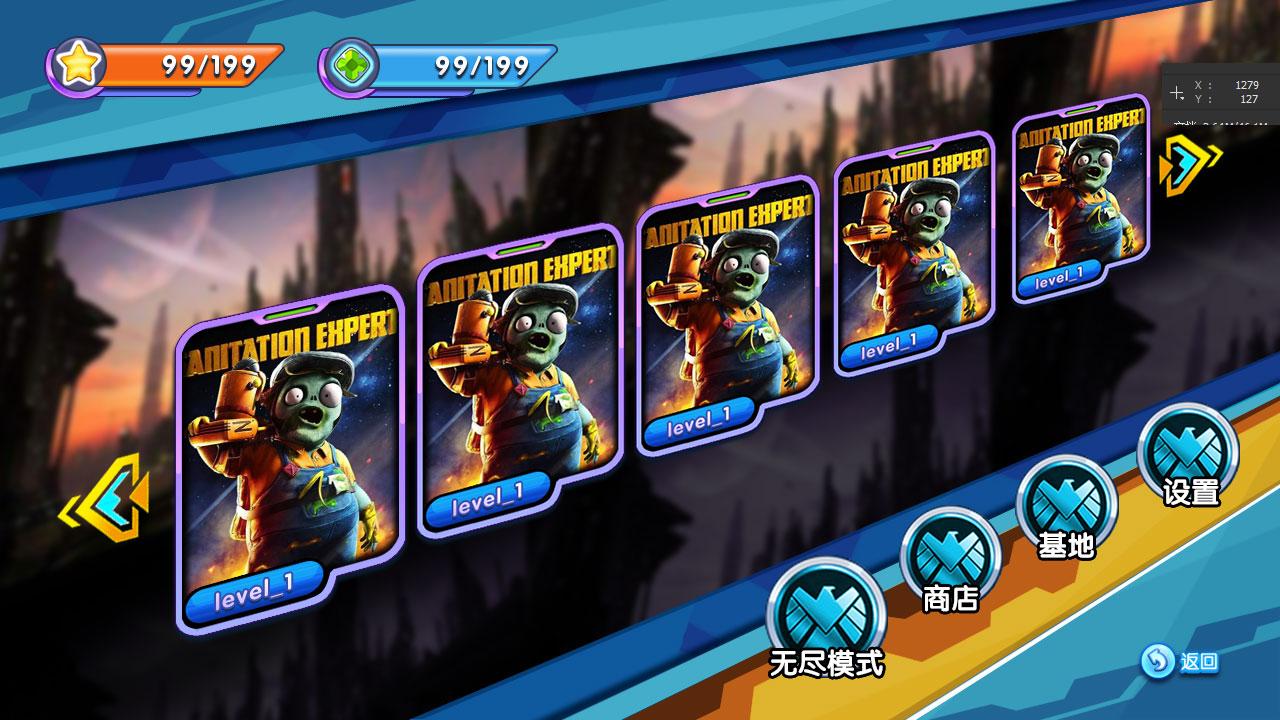 99/199
99/199
X : 1279
Y : 127
ANITATION EXPERT
level_1
ANITATION EXPERT
level_1
ANITATION EXPERT
level_1
ANITATION EXPERT
level_1
ANITATION EXPERT
level_1
设置
基地
商店
无尽模式
返回